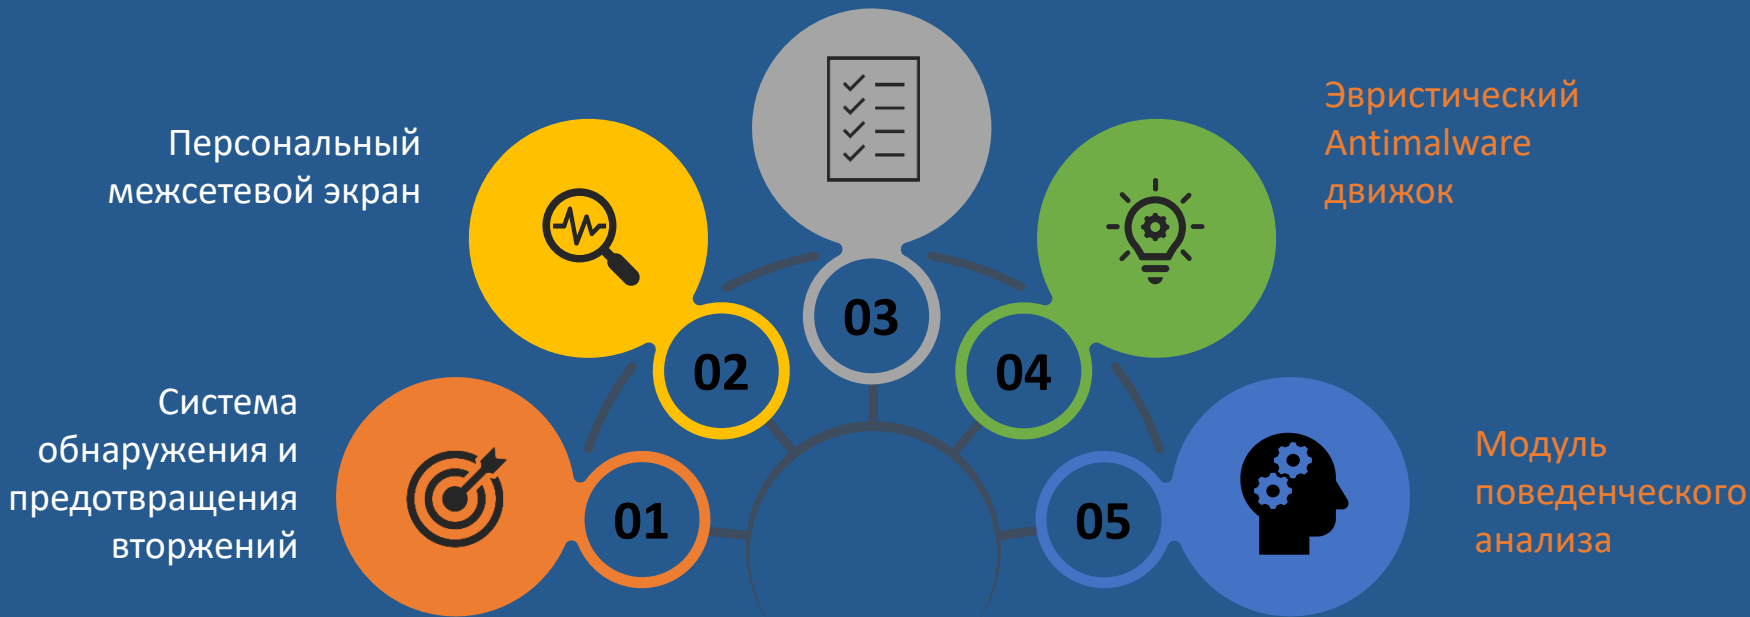 Персональный
межсетевой экран
Эвристический
Antimalware
движок
03
02
04
Система
обнаружения и
предотвращения
вторжений
01
05
Модуль
поведенческого
анализа